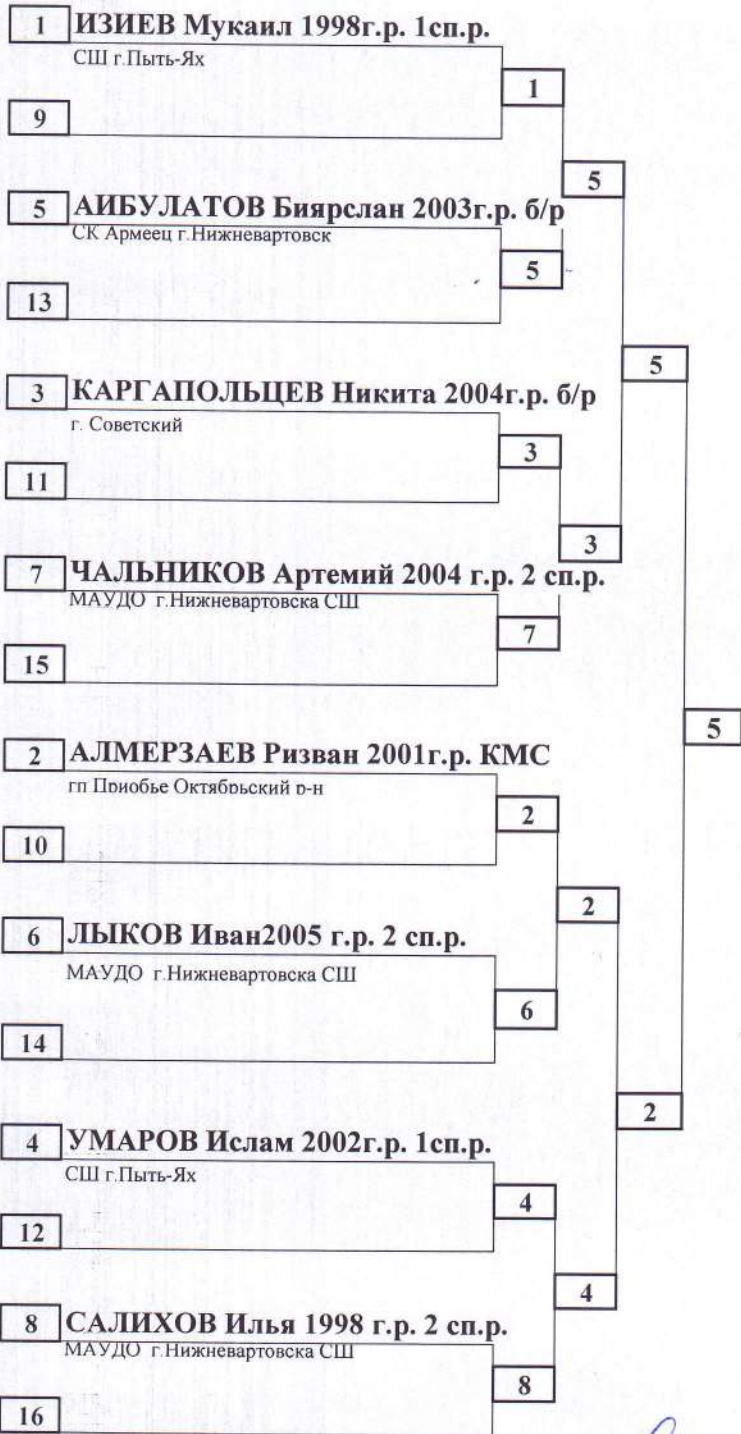 1 ИЗИЕВ Мукаил 1998г.р. 1сп.р.
СШ г.Пыть-Ях
1
9
5
5 АИБУЛАТОВ Биярслан 2003г.р. б/р
СК Армеец г.Нижневартовск
5
13
5
3 КАРГАПОЛЬЦЕВ Никита 2004г.р. б/р
г. Советский
3
11
3
7 ЧАЛЬНИКОВ Артемий 2004 г.р. 2 сп.р.
МАУДО г.Нижневартовска СШ
7
15
5
2 АЛМЕРЗАЕВ Ризван 2001г.р. КМС
гп Приобье Октябрьский р-н
2
10
2
6 ЛЫКОВ Иван2005 г.р. 2 сп.р.
МАУДО г.Нижневартовска СШ
6
14
2
4 УМАРОВ Ислам 2002г.р. 1сп.р.
СШ г.Пыть-Ях
4
12
4
8 САЛИХОВ Илья 1998 г.р. 2 сп.р.
МАУДО г.Нижневартовска СШ
8
16